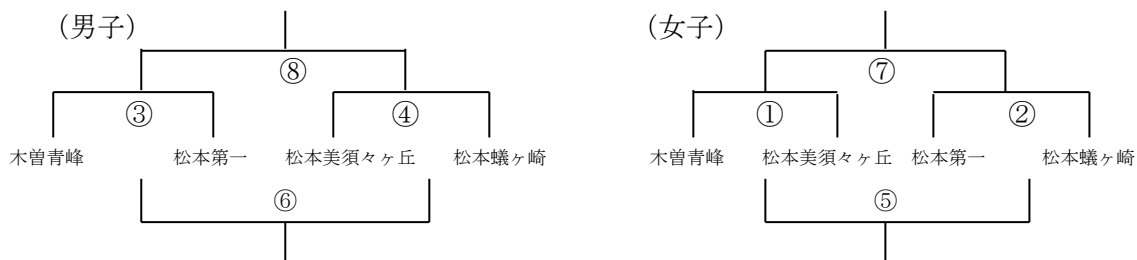 (男子)
⑧
③ ④
木曽青峰 松本第一 松本美須々ヶ丘 松本蟻ヶ崎
⑥
(女子)
⑦
① ②
木曽青峰 松本美須々ヶ丘 松本第一 松本蟻ヶ崎
⑤